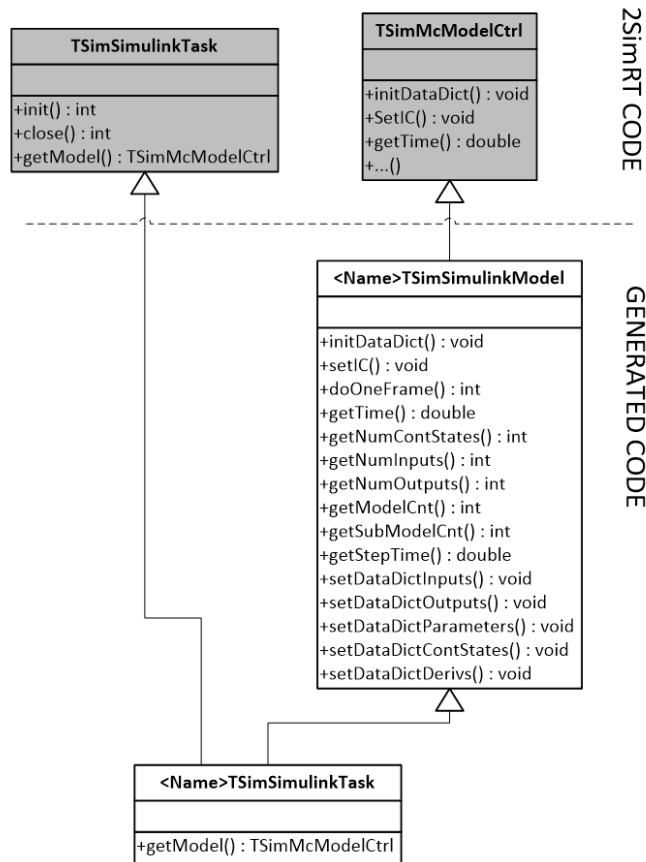 TSimSimulinkTask
+init() : int
+close() : int
+getModel() : TSimMcModelCtrl
TSimMcModelCtrl
+initDataDict() : void
+SetIC() : void
+getTime() : double
+...()
2SimRT CODE
GENERATED CODE
<Name>TSimSimulinkModel
+initDataDict() : void
+setIC() : void
+doOneFrame() : int
+getTime() : double
+getNumContStates() : int
+getNumInputs() : int
+getNumOutputs() : int
+getModelCnt() : int
+getSubModelCnt() : int
+getStepTime() : double
+setDataDictInputs() : void
+setDataDictOutputs() : void
+setDataDictParameters() : void
+setDataDictContStates() : void
+setDataDictDerivs() : void
<Name>TSimSimulinkTask
+getModel() : TSimMcModelCtrl